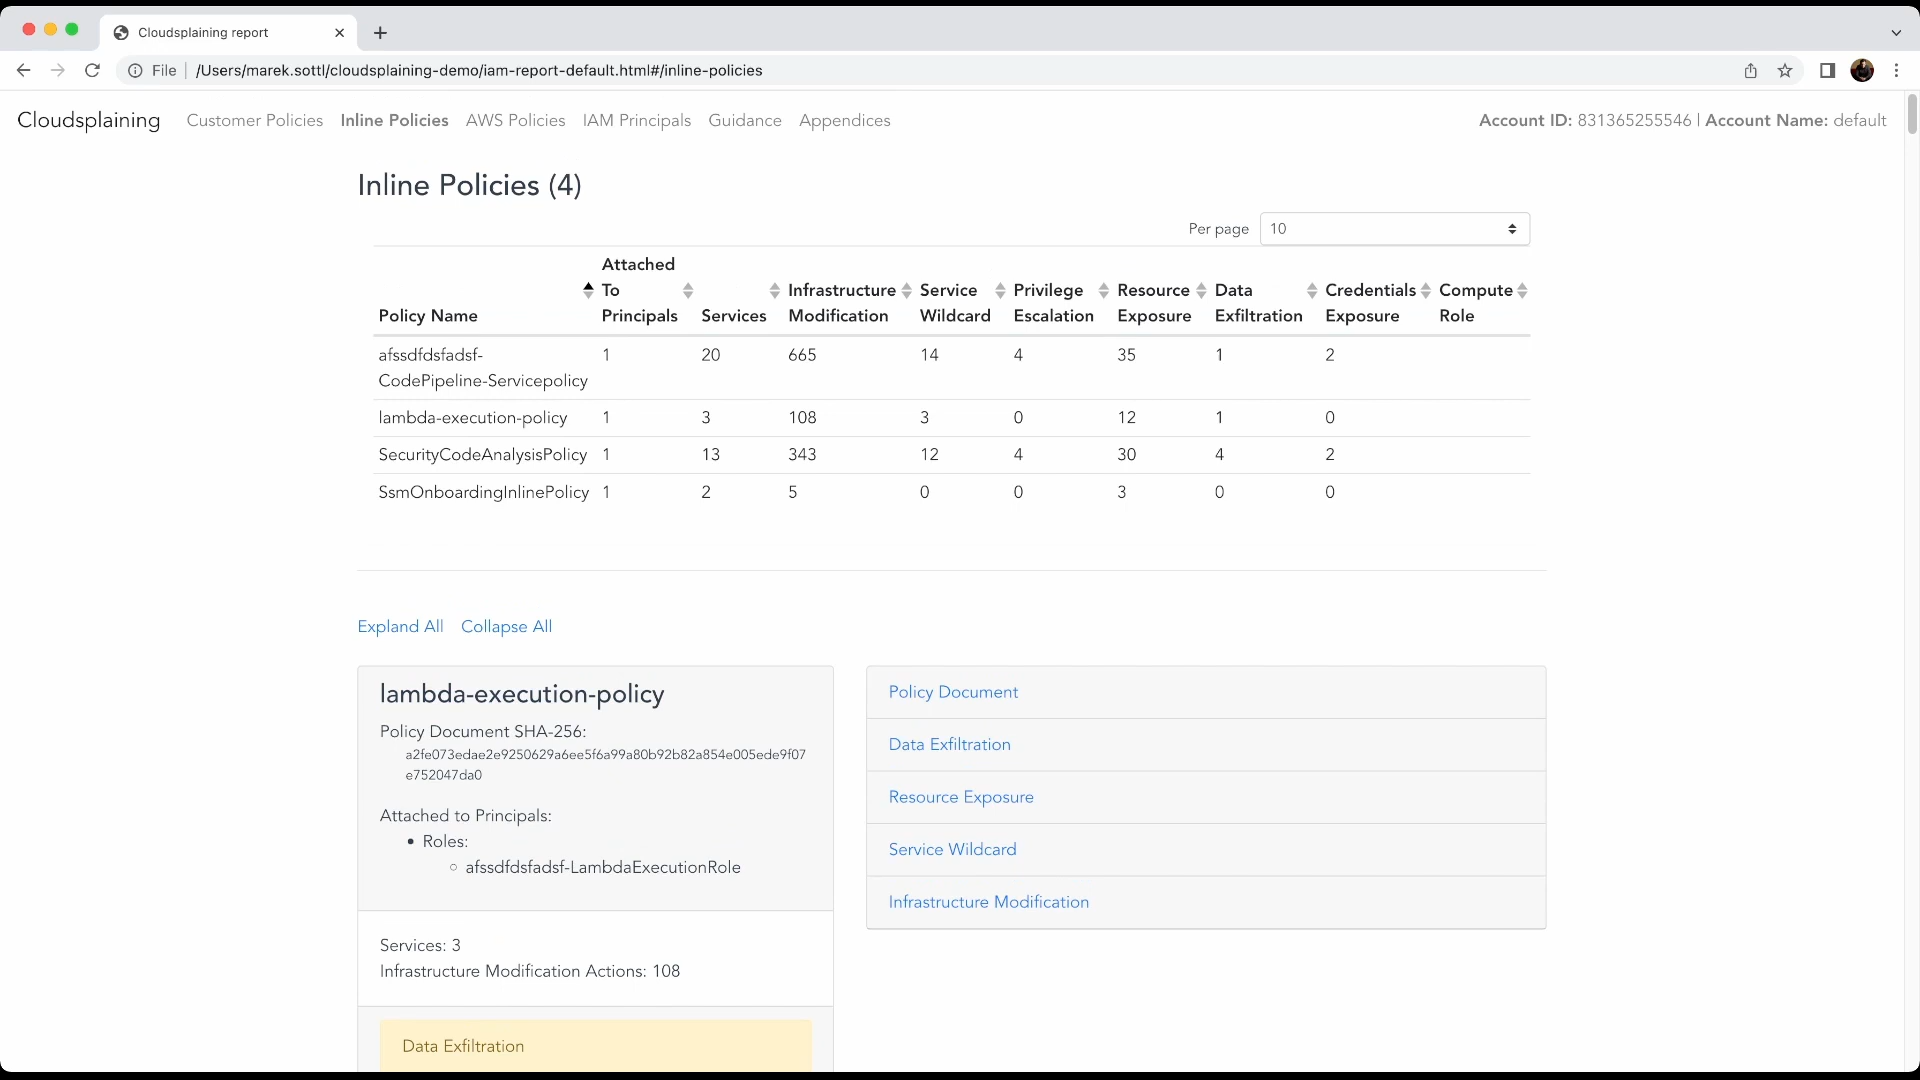 Cloudsplaining report
File
/Users/marek.sottl/cloudsplaining-demo/iam-report-default.html#/inline-policies
Cloudsplaining Customer Policies Inline Policies AWS Policies IAM Principals Guidance Appendices
Account ID: 831365255546 | Account Name: default
Inline Policies (4)
Per page 10
Policy Name Attached To Principals Services Infrastructure Modification Service Wildcard Privilege Escalation Resource Exposure Data Exfiltration Credentials Exposure Compute Role
afssdfdsfadsf-CodePipeline-Servicepolicy 1 20 665 14 4 35 1 2
lambda-execution-policy 1 3 108 3 0 12 1 0
SecurityCodeAnalysisPolicy 1 13 343 12 4 30 4 2
SsmOnboardingInlinePolicy 1 2 5 0 0 3 0 0
Expland All Collapse All
lambda-execution-policy
Policy Document SHA-256:
a2fe073edae2e9250629a6ee5f6a99a80b92b82a854e005ede9f07
e752047da0
Attached to Principals:
Roles:
afssdfdsfadsf-LambdaExecutionRole
Services: 3
Infrastructure Modification Actions: 108
Data Exfiltration
Policy Document
Data Exfiltration
Resource Exposure
Service Wildcard
Infrastructure Modification